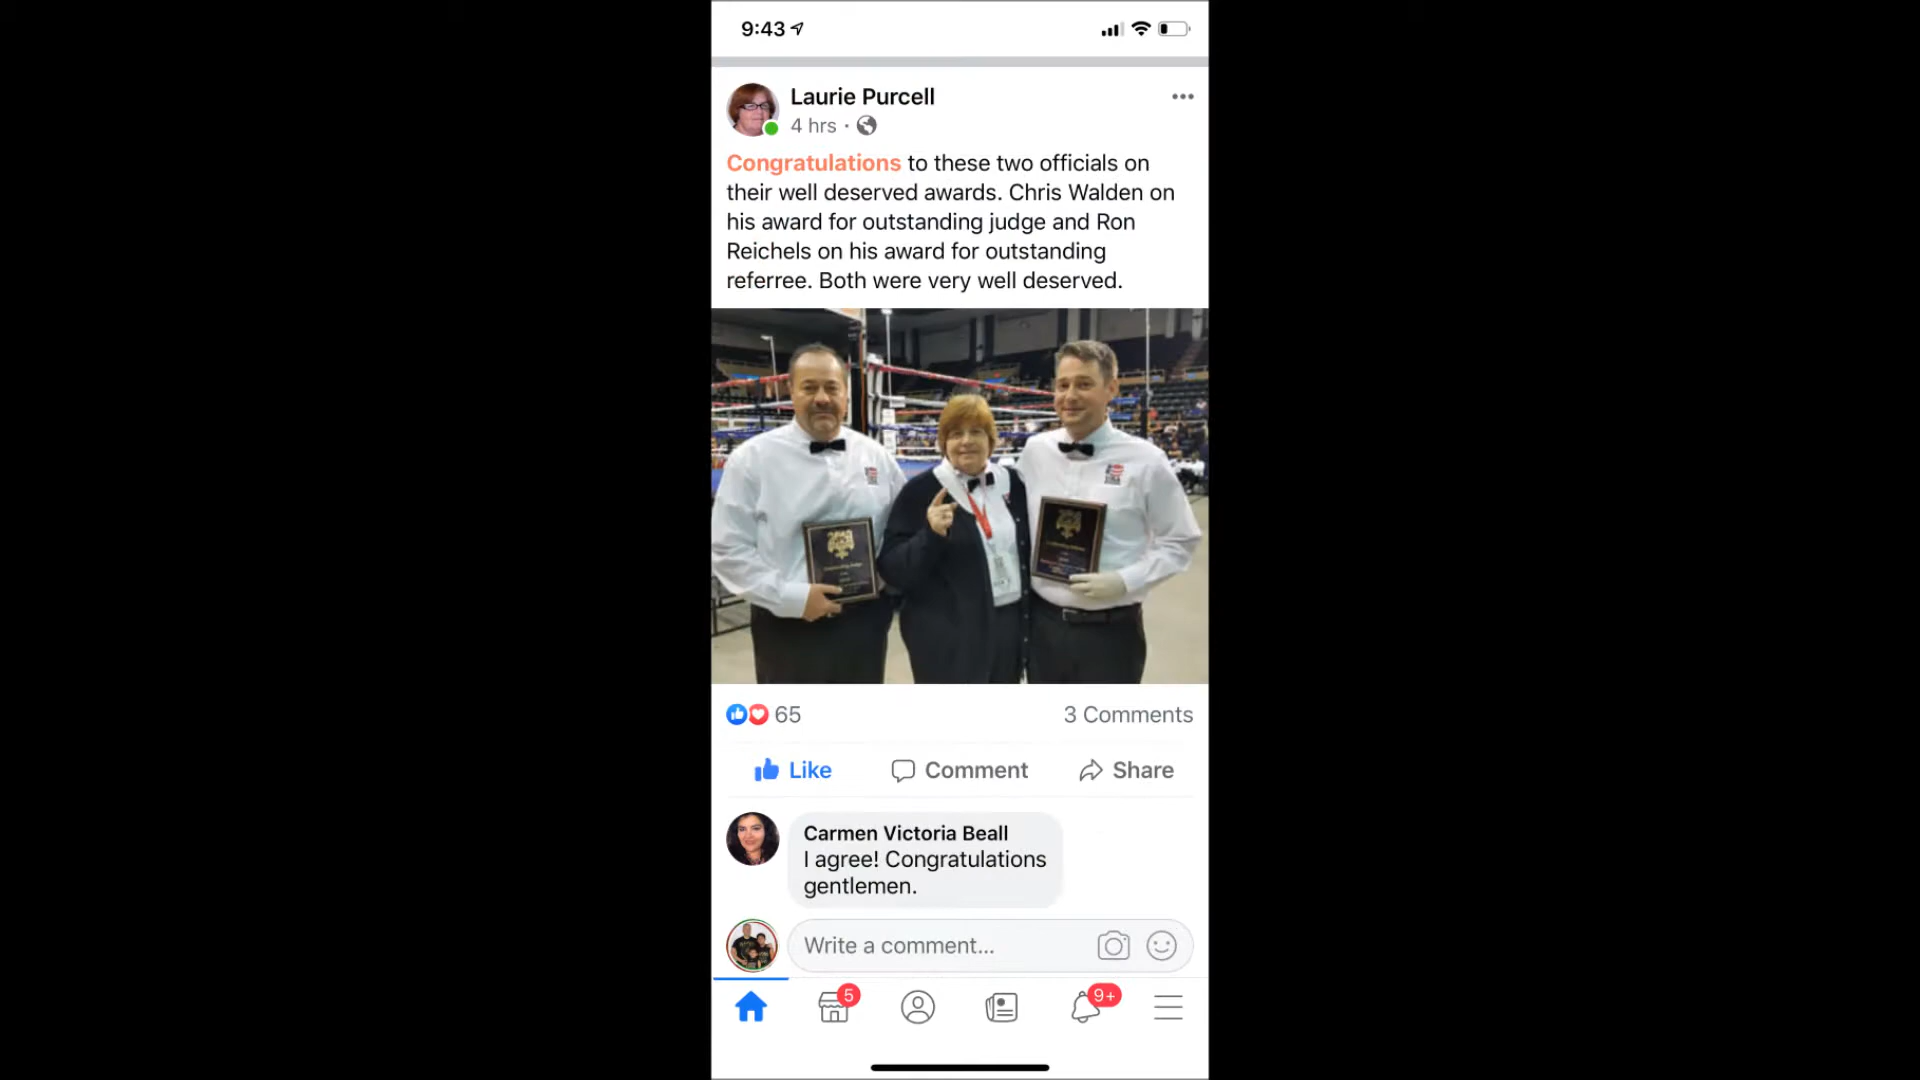 9:43
Laurie Purcell
4 hrs ·
Congratulations to these two officials on
their well deserved awards. Chris Walden on
his award for outstanding judge and Ron
Reichels on his award for outstanding
referree. Both were very well deserved.
65
3 Comments
Like
Comment
Share
Carmen Victoria Beall
I agree! Congratulations
gentlemen.
Write a comment...
5
9+